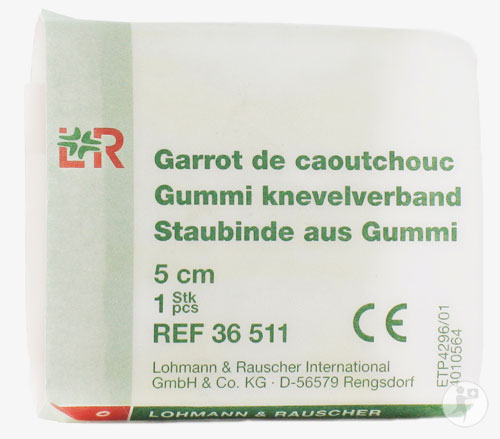 L&R
Garrot de caoutchouc
Gummi knevelverband
Staubinde aus Gummi
5 cm
1 Stk
pcs
REF 36 511
CE
Lohmann & Rauscher International
GmbH & Co. KG · D-56579 Rengsdorf
ETP4296/01
4010564
LOHMANN & RAUSCHER